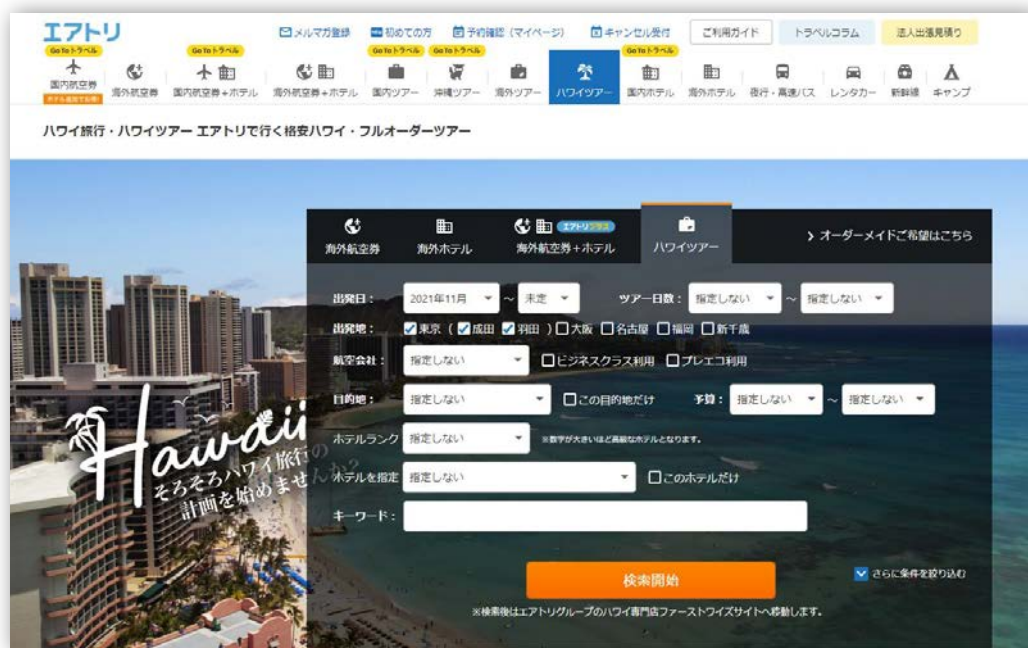 エアトリ
メルマガ登録 初めての方 予約確認（マイページ） キャンセル受付 ご利用ガイド トラベルコラム 法人出張見積り
Go To トラベル Go To トラベル Go To トラベル Go To トラベル Go To トラベル
国内航空券 海外航空券 国内航空券+ホテル 海外航空券+ホテル 国内ツアー 沖縄ツアー 海外ツアー ハワイツアー 国内ホテル 海外ホテル 夜行・高速バス レンタカー 新幹線 キャンプ
ハワイ旅行・ハワイツアー エアトリで行く格安ハワイ・フルオーダーツアー
エアトリプラス
海外航空券 海外ホテル 海外航空券+ホテル ハワイツアー オーダーメイドご希望はこちら
出発日： 2021年11月 ～ 未定 ツアー日数： 指定しない ～ 指定しない
出発地： 東京 ( 成田 羽田 ) 大阪 名古屋 福岡 新千歳
航空会社： 指定しない ビジネスクラス利用 プレエコ利用
目的地： 指定しない この目的地だけ 予算： 指定しない ～ 指定しない
ホテルランク 指定しない ※数字が大きいほど高級なホテルとなります。
ホテルを指定 指定しない このホテルだけ
キーワード：
Hawaii
そろそろハワイ旅行の
計画を始めませんか?
検索開始
さらに条件を絞り込む
※検索後はエアトリグループのハワイ専門店ファーストワイズサイトへ移動します。